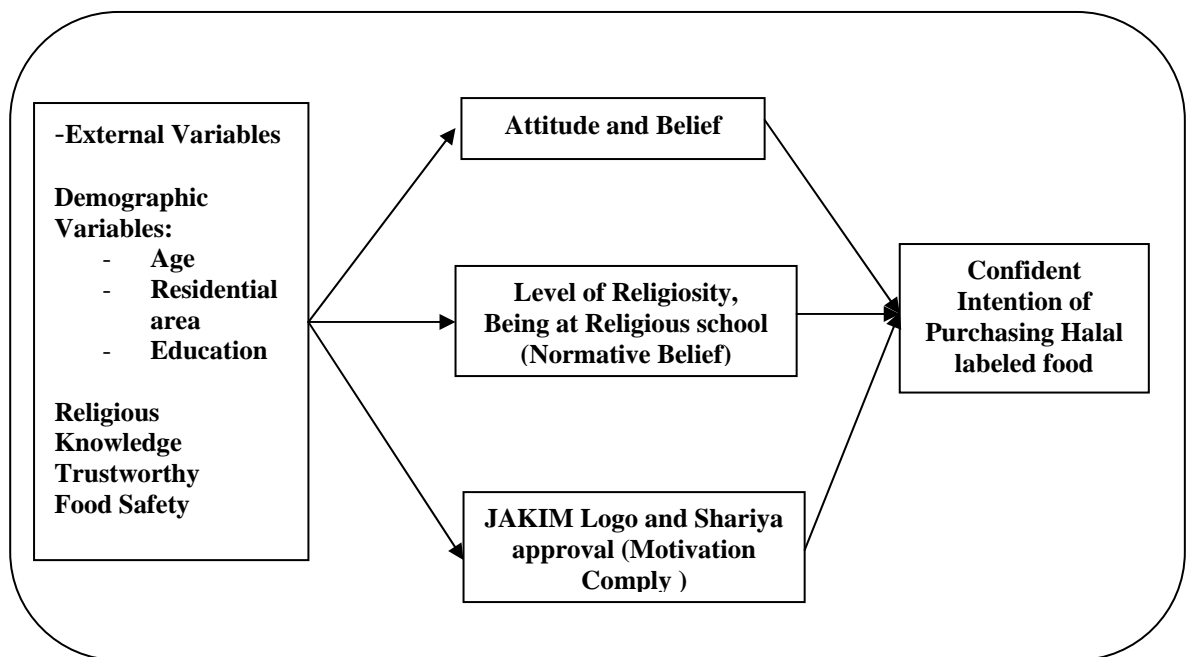 -External Variables
Demographic
Variables:
- Age
- Residential
area
- Education
Religious
Knowledge
Trustworthy
Food Safety
Attitude and Belief
Level of Religiosity,
Being at Religious school
(Normative Belief)
JAKIM Logo and Shariya
approval (Motivation
Comply )
Confident
Intention of
Purchasing Halal
labeled food